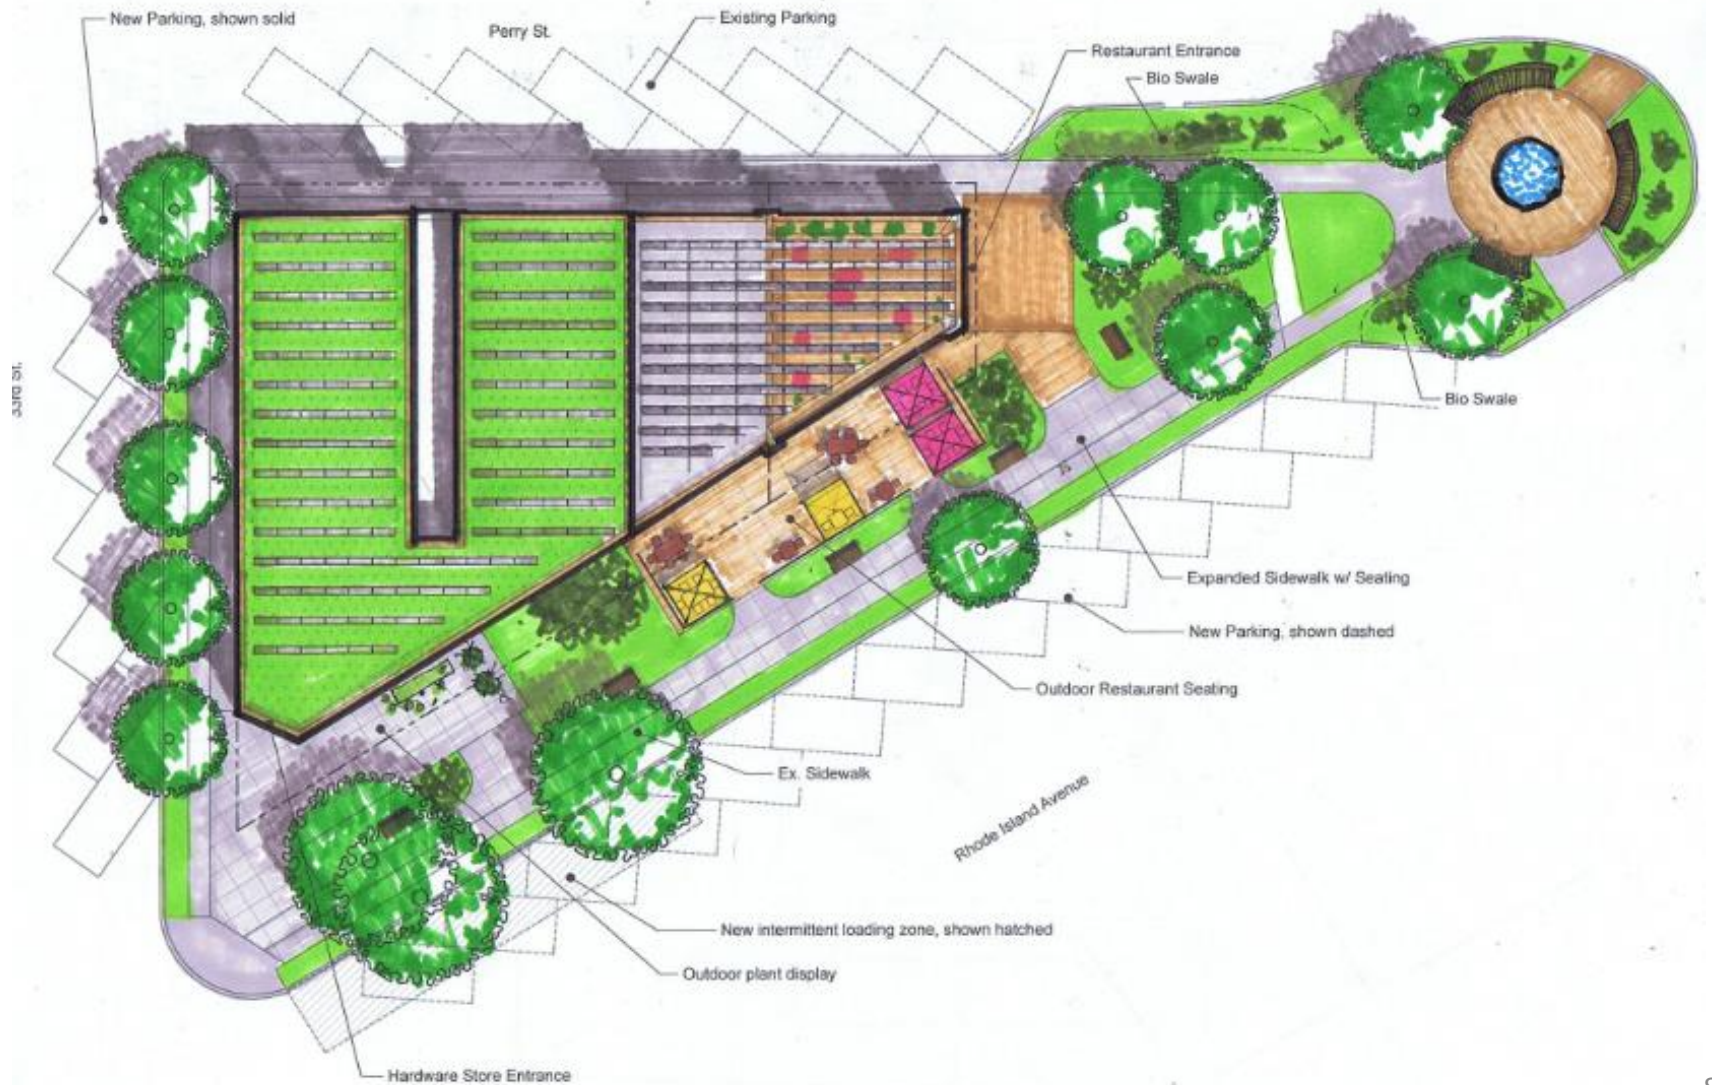 New Parking, shown solid
Existing Parking
Perry St.
Restaurant Entrance
Bio Swale
33rd St.
Bio Swale
Expanded Sidewalk w/ Seating
New Parking, shown dashed
Outdoor Restaurant Seating
Ex. Sidewalk
Rhode Island Avenue
New intermittent loading zone, shown hatched
Outdoor plant display
Hardware Store Entrance